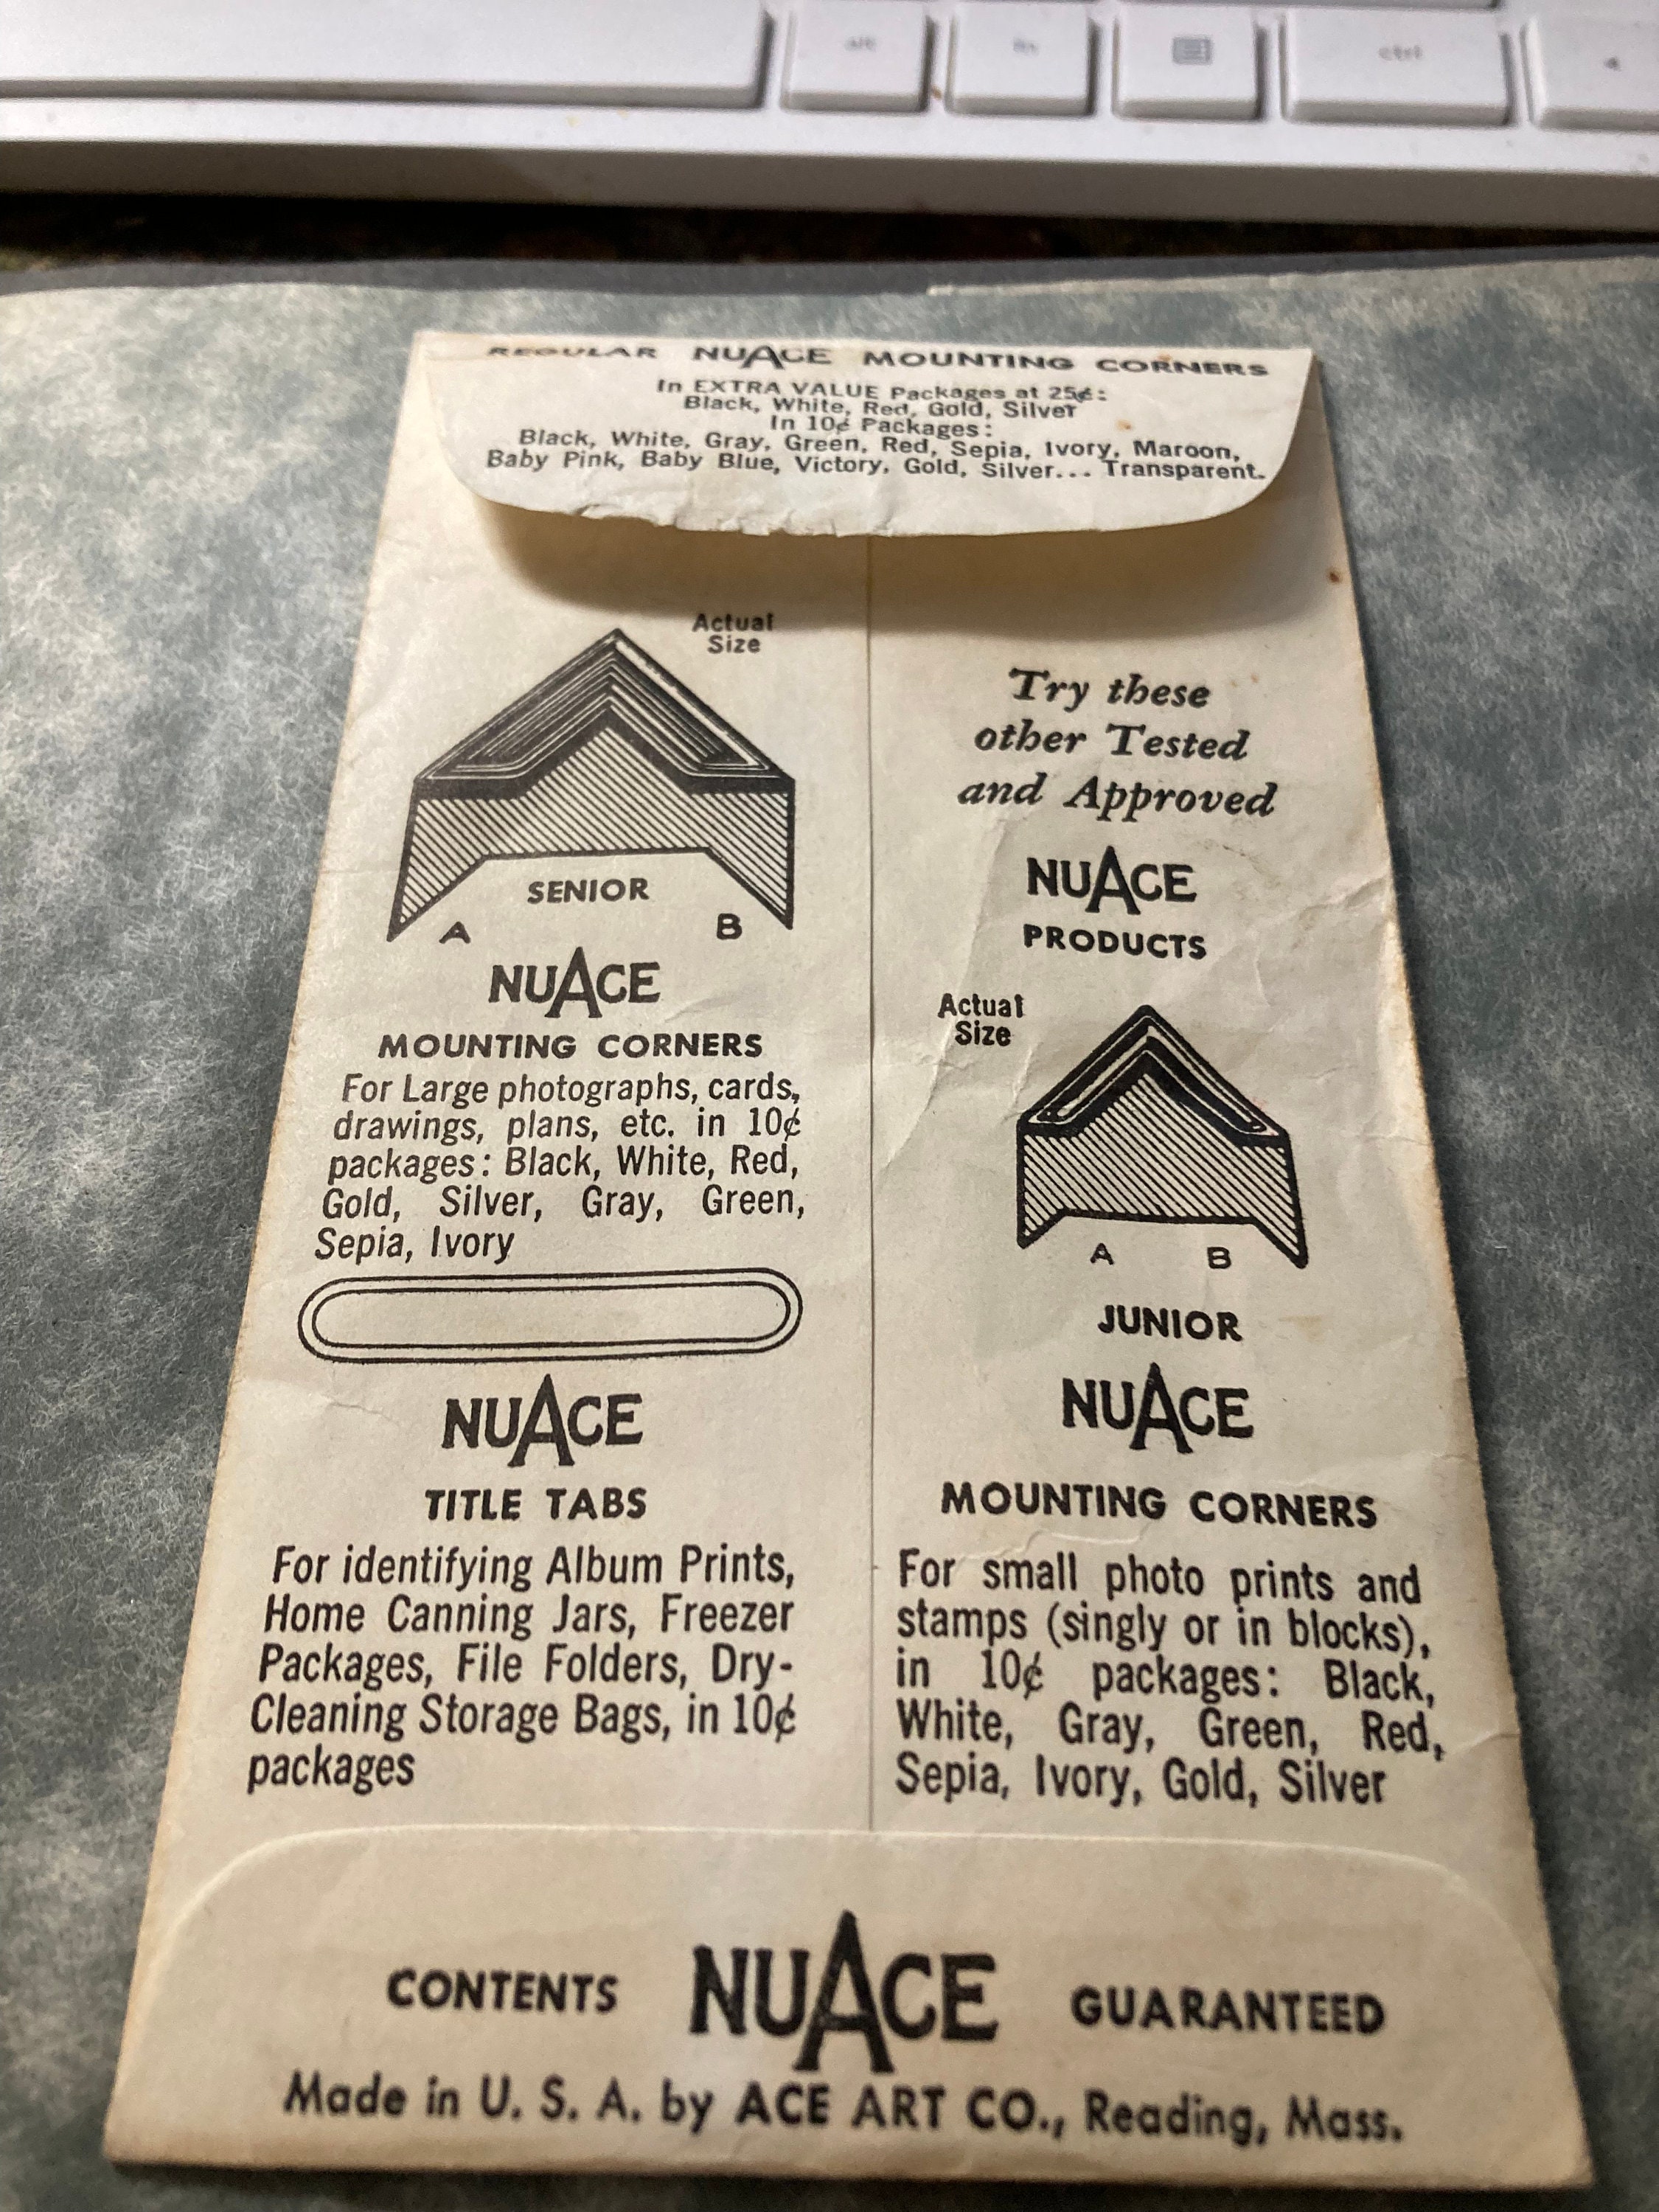 alt fn ctrl
REGULAR NUACE MOUNTING CORNERS
In EXTRA VALUE Packages at 25¢:
Black, White, Red, Gold, Silver
In 10¢ Packages:
Black, White, Gray, Green, Red, Sepia, Ivory, Maroon,
Baby Pink, Baby Blue, Victory, Gold, Silver... Transparent.
Actual
Size
SENIOR
A B
NUACE
MOUNTING CORNERS
For Large photographs, cards,
drawings, plans, etc. in 10¢
packages: Black, White, Red,
Gold, Silver, Gray, Green,
Sepia, Ivory
NUACE
TITLE TABS
For identifying Album Prints,
Home Canning Jars, Freezer
Packages, File Folders, Dry-
Cleaning Storage Bags, in 10¢
packages
Try these
other Tested
and Approved
NUACE
PRODUCTS
Actual
Size
A B
JUNIOR
NUACE
MOUNTING CORNERS
For small photo prints and
stamps (singly or in blocks),
in 10¢ packages: Black,
White, Gray, Green, Red,
Sepia, Ivory, Gold, Silver
CONTENTS NUACE GUARANTEED
Made in U. S. A. by ACE ART CO., Reading, Mass.